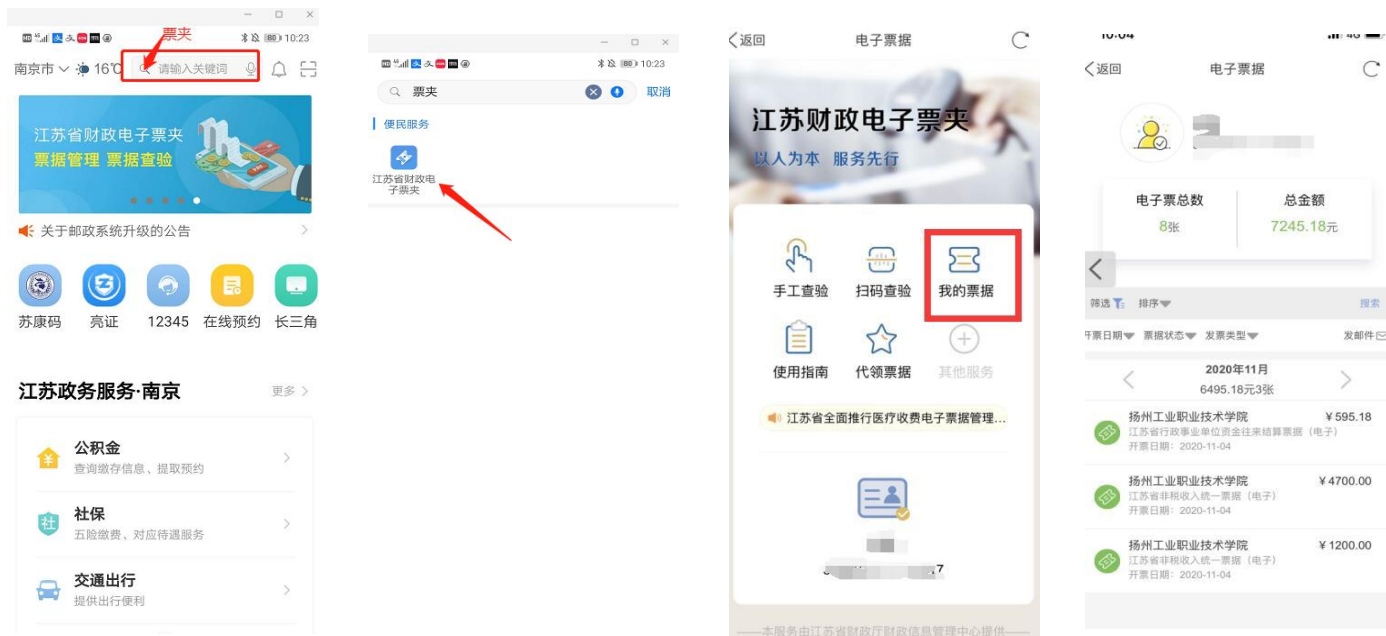 票夹
10:23
南京市
16℃
请输入关键词
江苏省财政电子票夹
票据管理 票据查验
关于邮政系统升级的公告
苏康码
亮证
12345
在线预约
长三角
江苏政务服务·南京
更多
公积金
查询缴存信息、提取预约
社保
五险缴费、对应待遇服务
交通出行
提供出行便利
10:23
票夹
取消
便民服务
江苏省财政电
子票夹
返回
电子票据
江苏财政电子票夹
以人为本 服务先行
手工查验
扫码查验
我的票据
使用指南
代领票据
其他服务
江苏省全面推行医疗收费电子票据管理...
7
——本服务由江苏省财政厅财政信息管理中心提供——
10:04
4G
返回
电子票据
电子票总数
总金额
8张
7245.18元
筛选
排序
搜索
开票日期
票据状态
发票类型
发邮件
2020年11月
6495.18元3张
扬州工业职业技术学院
¥595.18
江苏省行政事业单位资金往来结算票据（电子）
开票日期：2020-11-04
扬州工业职业技术学院
¥4700.00
江苏省非税收入统一票据（电子）
开票日期：2020-11-04
扬州工业职业技术学院
¥1200.00
江苏省非税收入统一票据（电子）
开票日期：2020-11-04